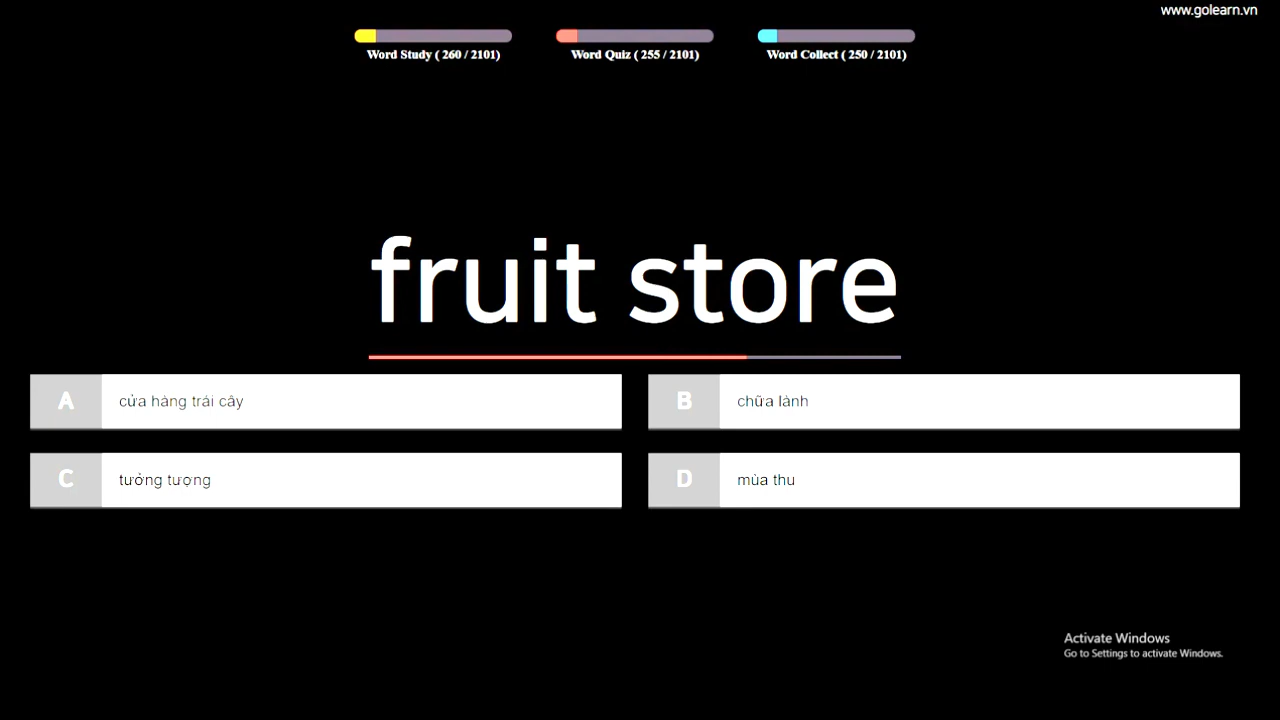 www.golearn.vn
Word Study ( 260 / 2101)
Word Quiz ( 255 / 2101)
Word Collect ( 250 / 2101)
fruit store
A cửa hàng trái cây
B chữa lành
C tưởng tượng
D mùa thu
Activate Windows
Go to Settings to activate Windows.